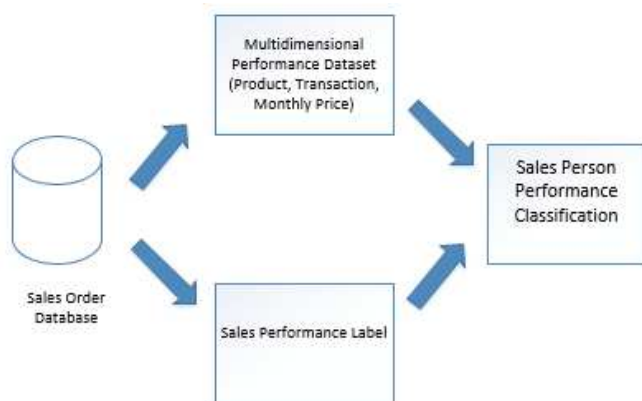 Multidimensional
Performance Dataset
(Product, Transaction,
Monthly Price)
Sales Person
Performance
Classification
Sales Order
Database
Sales Performance Label